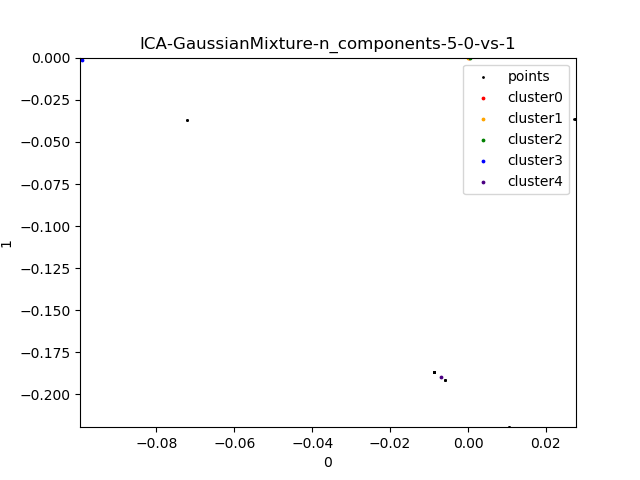 ICA-GaussianMixture-n_components-5-0-vs-1
0.000
−0.025
−0.050
−0.075
−0.100
−0.125
−0.150
−0.175
−0.200
1
points
cluster0
cluster1
cluster2
cluster3
cluster4
−0.08 −0.06 −0.04 −0.02 0.00 0.02
0